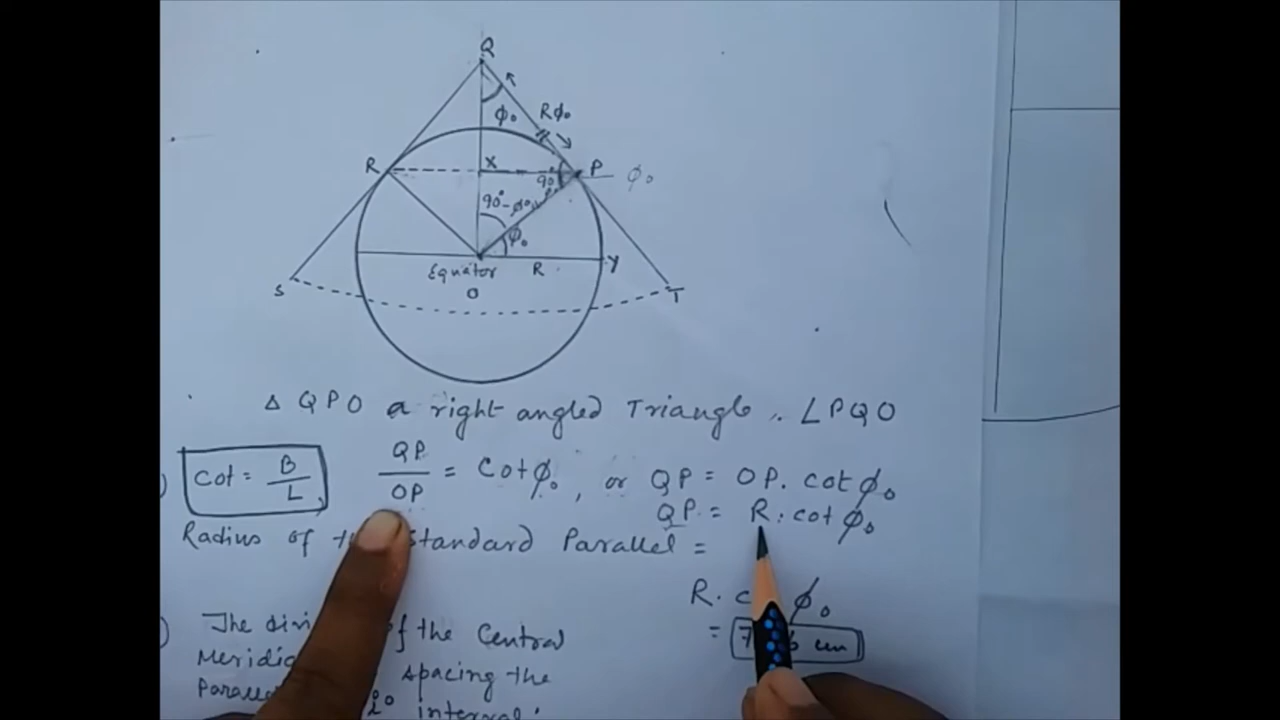 Q
Rφ₀
φ₀
R
X
P
φ₀
90°
90°-φ₀
φ₀
Equator
R
Y
O
S
T
Δ QPO a right angled Triangle ∴ ∠PQO
Cot = B/L
QP/OP = Cot φ₀, or QP = OP. cot φ₀
QP = R. cot φ₀
Radius of Standard Parallel =
R. φ₀
= cm
The of the Central
spacing the
i° interval